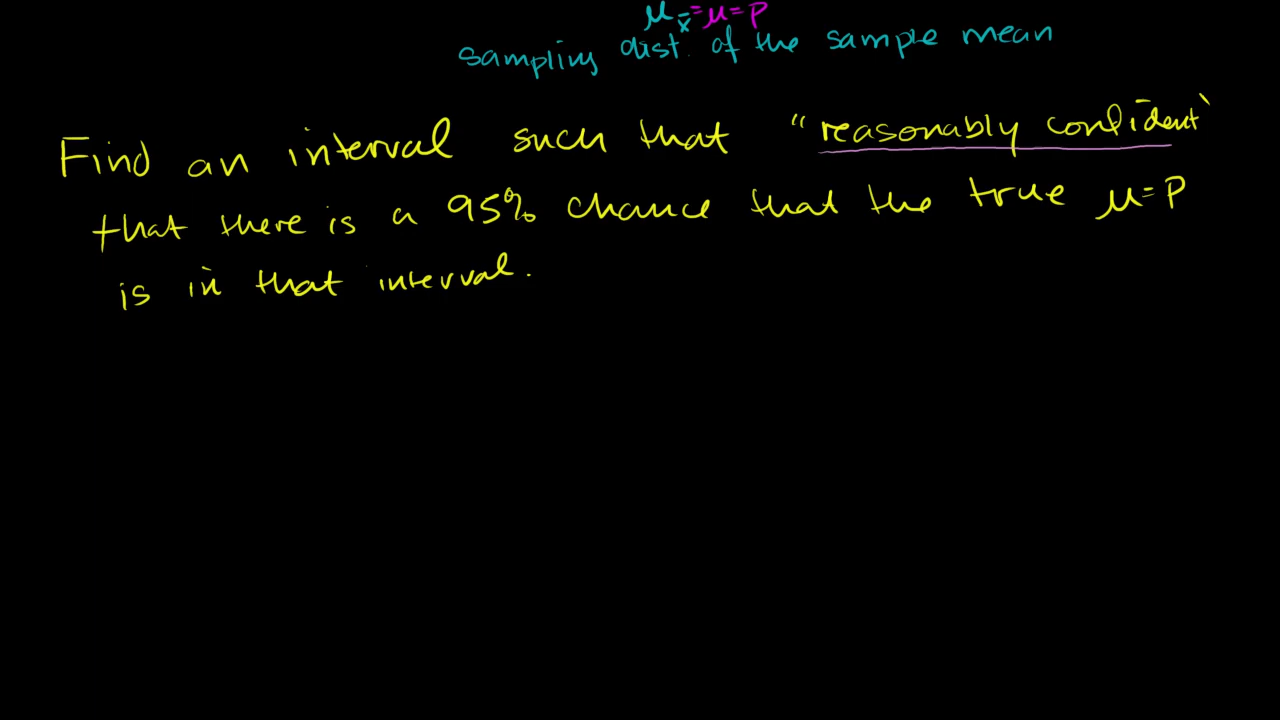 μx̄ = μ = P
sampling dist. of the sample mean
Find an interval such that "reasonably confident"
that there is a 95% chance that the true μ=P
is in that interval.